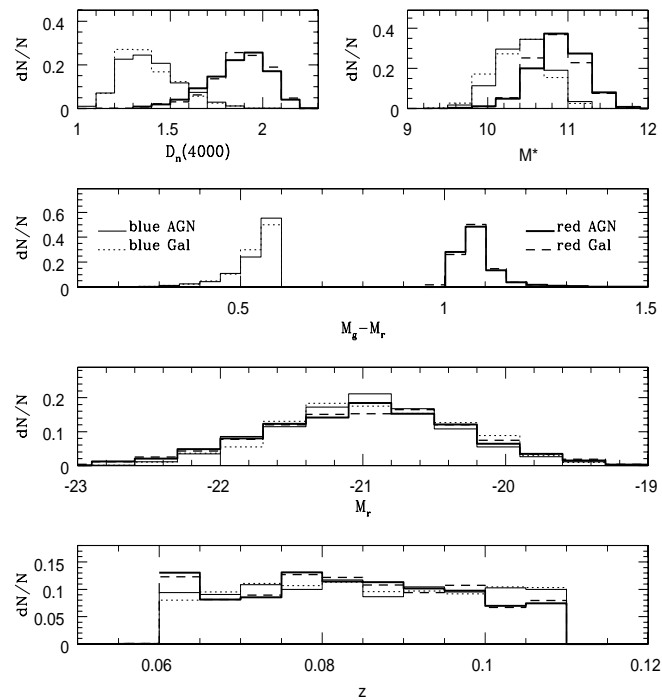 dN/N
0.4
0.2
0
1
1.5
2
D_n(4000)
dN/N
0.4
0.2
0
9
10
11
12
M*
dN/N
0.6
0.4
0.2
0
blue AGN
blue Gal
red AGN
red Gal
0.5
1
1.5
M_g-M_r
dN/N
0.2
0.1
0
-23
-22
-21
-20
-19
M_r
dN/N
0.15
0.1
0.05
0
0.06
0.08
0.1
0.12
z